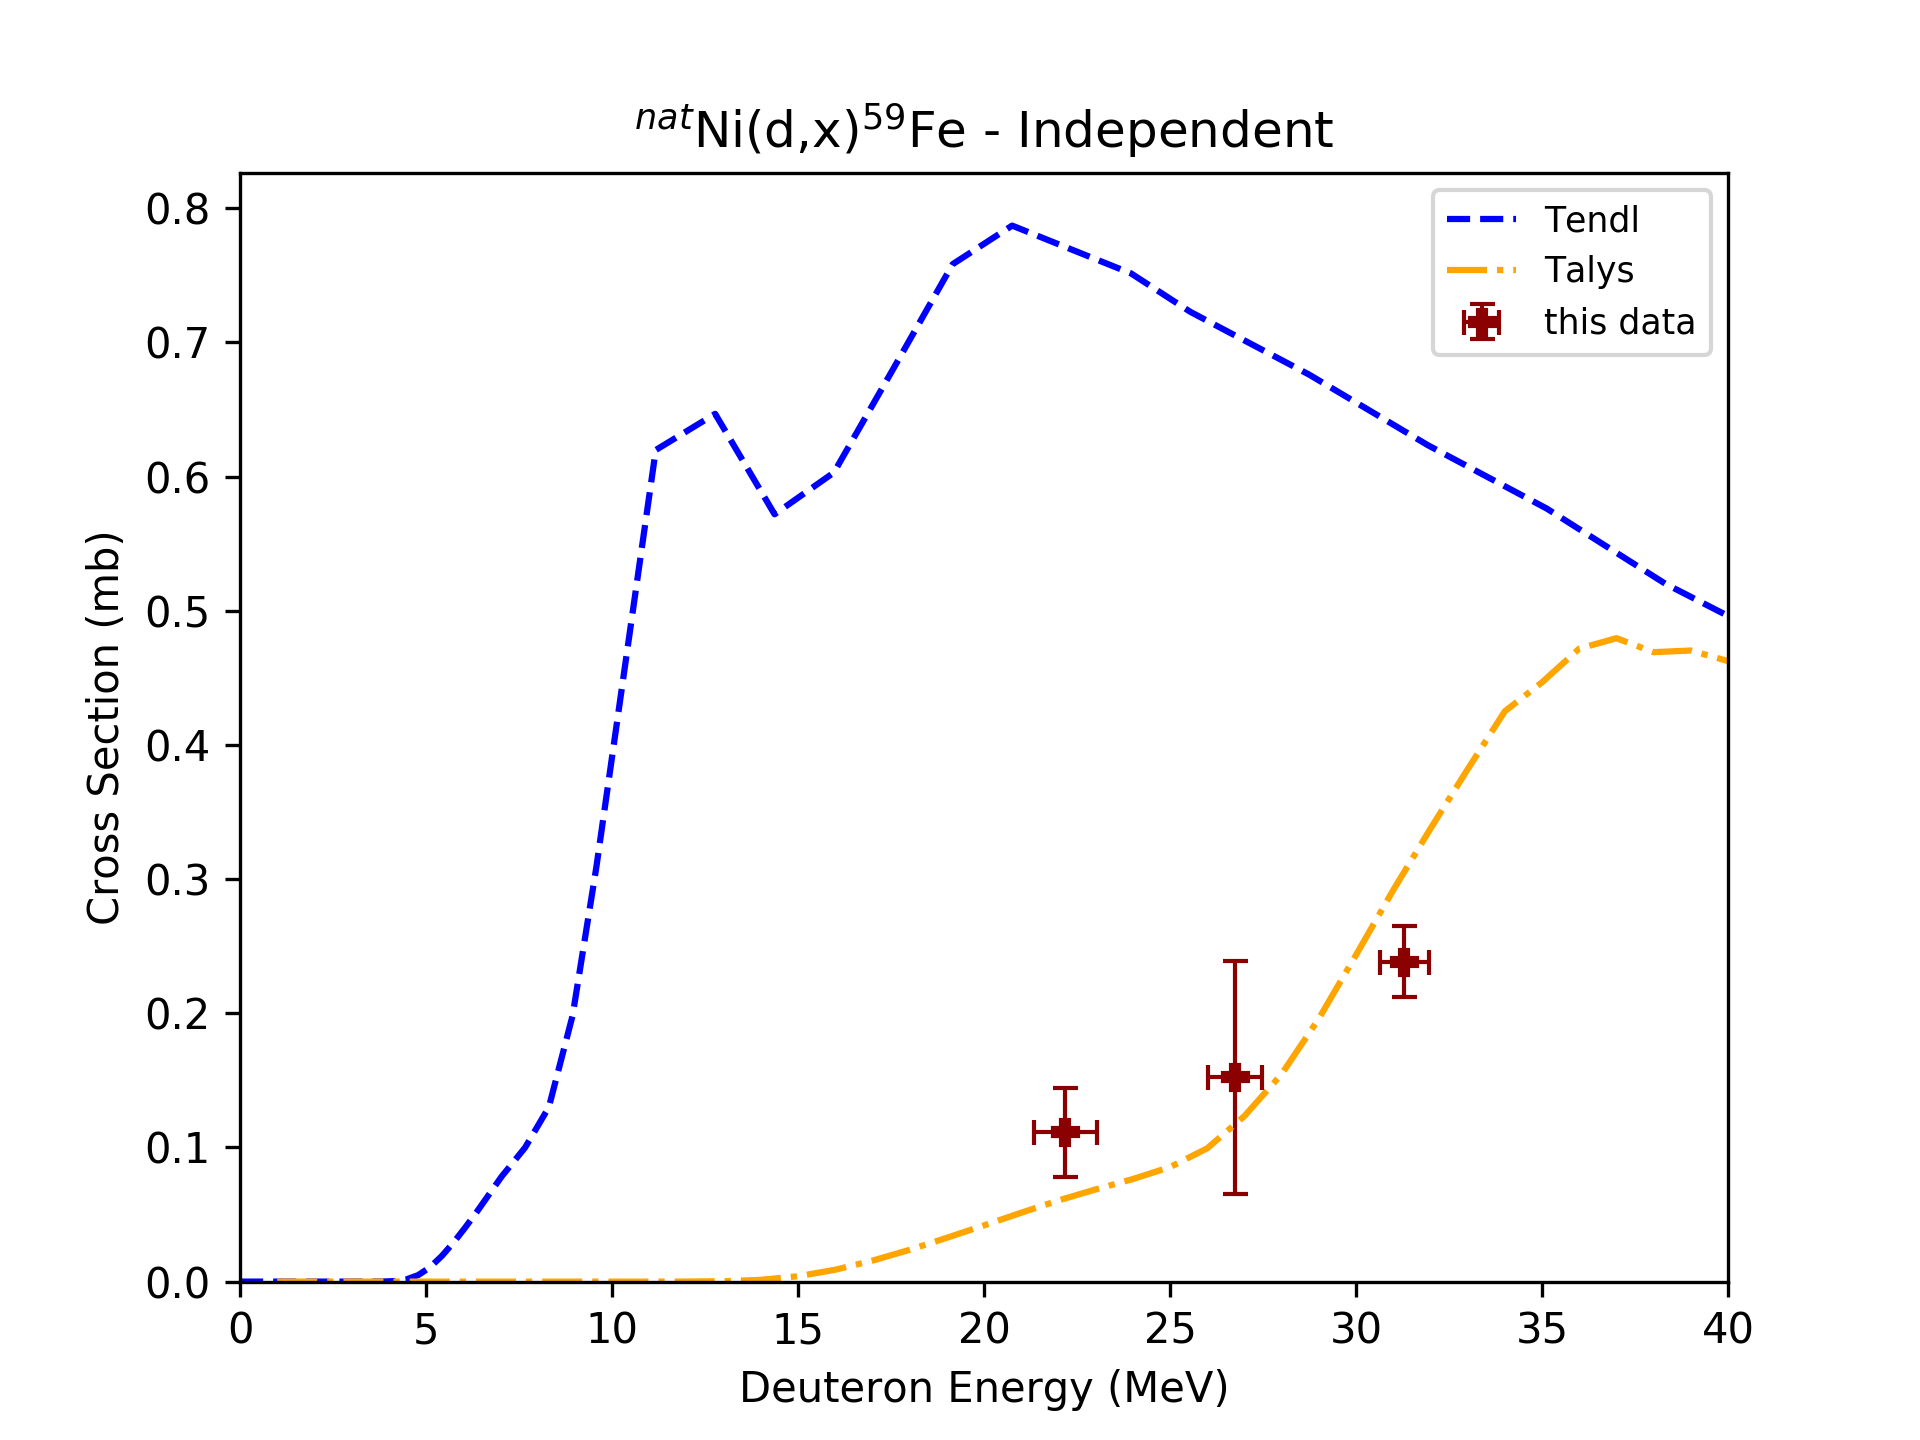 natNi(d,x)59Fe - Independent
Tendl
Talys
this data
Cross Section (mb)
0.8
0.7
0.6
0.5
0.4
0.3
0.2
0.1
0.0
0 5 10 15 20 25 30 35 40
Deuteron Energy (MeV)